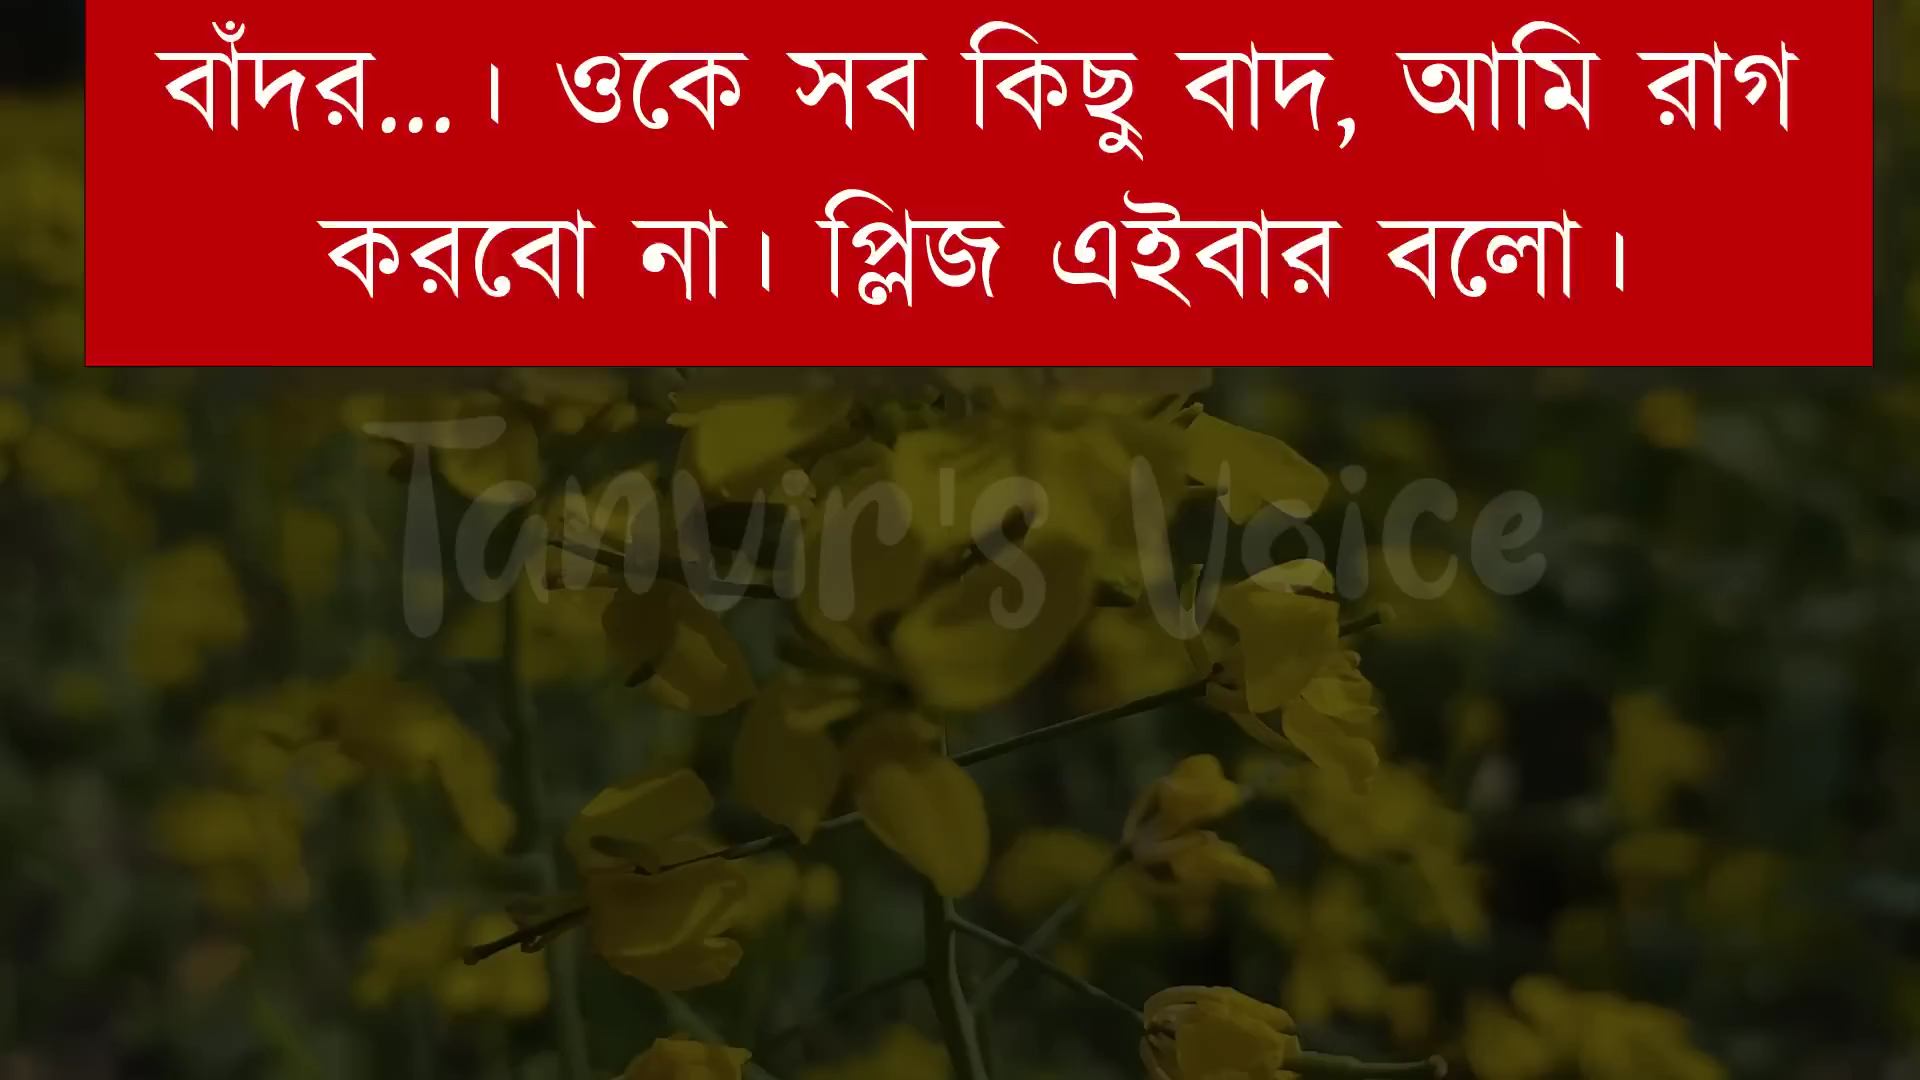 বাঁদর...। ওকে সব কিছু বাদ, আমি রাগ
করবো না। প্লিজ এইবার বলো।
Tanvir's Voice